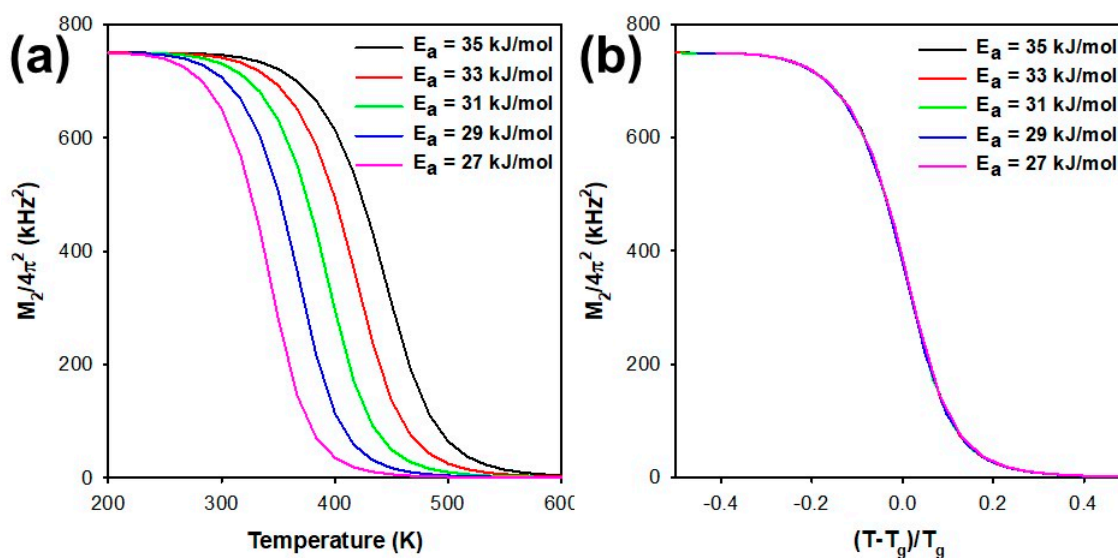 (a)
800
600
400
200
0
M₂/4π² (kHz²)
200 300 400 500 600
Temperature (K)
Eₐ = 35 kJ/mol
Eₐ = 33 kJ/mol
Eₐ = 31 kJ/mol
Eₐ = 29 kJ/mol
Eₐ = 27 kJ/mol
(b)
800
600
400
200
0
M₂/4π² (kHz²)
-0.4 -0.2 0.0 0.2 0.4
(T-Tg)/Tg
Eₐ = 35 kJ/mol
Eₐ = 33 kJ/mol
Eₐ = 31 kJ/mol
Eₐ = 29 kJ/mol
Eₐ = 27 kJ/mol